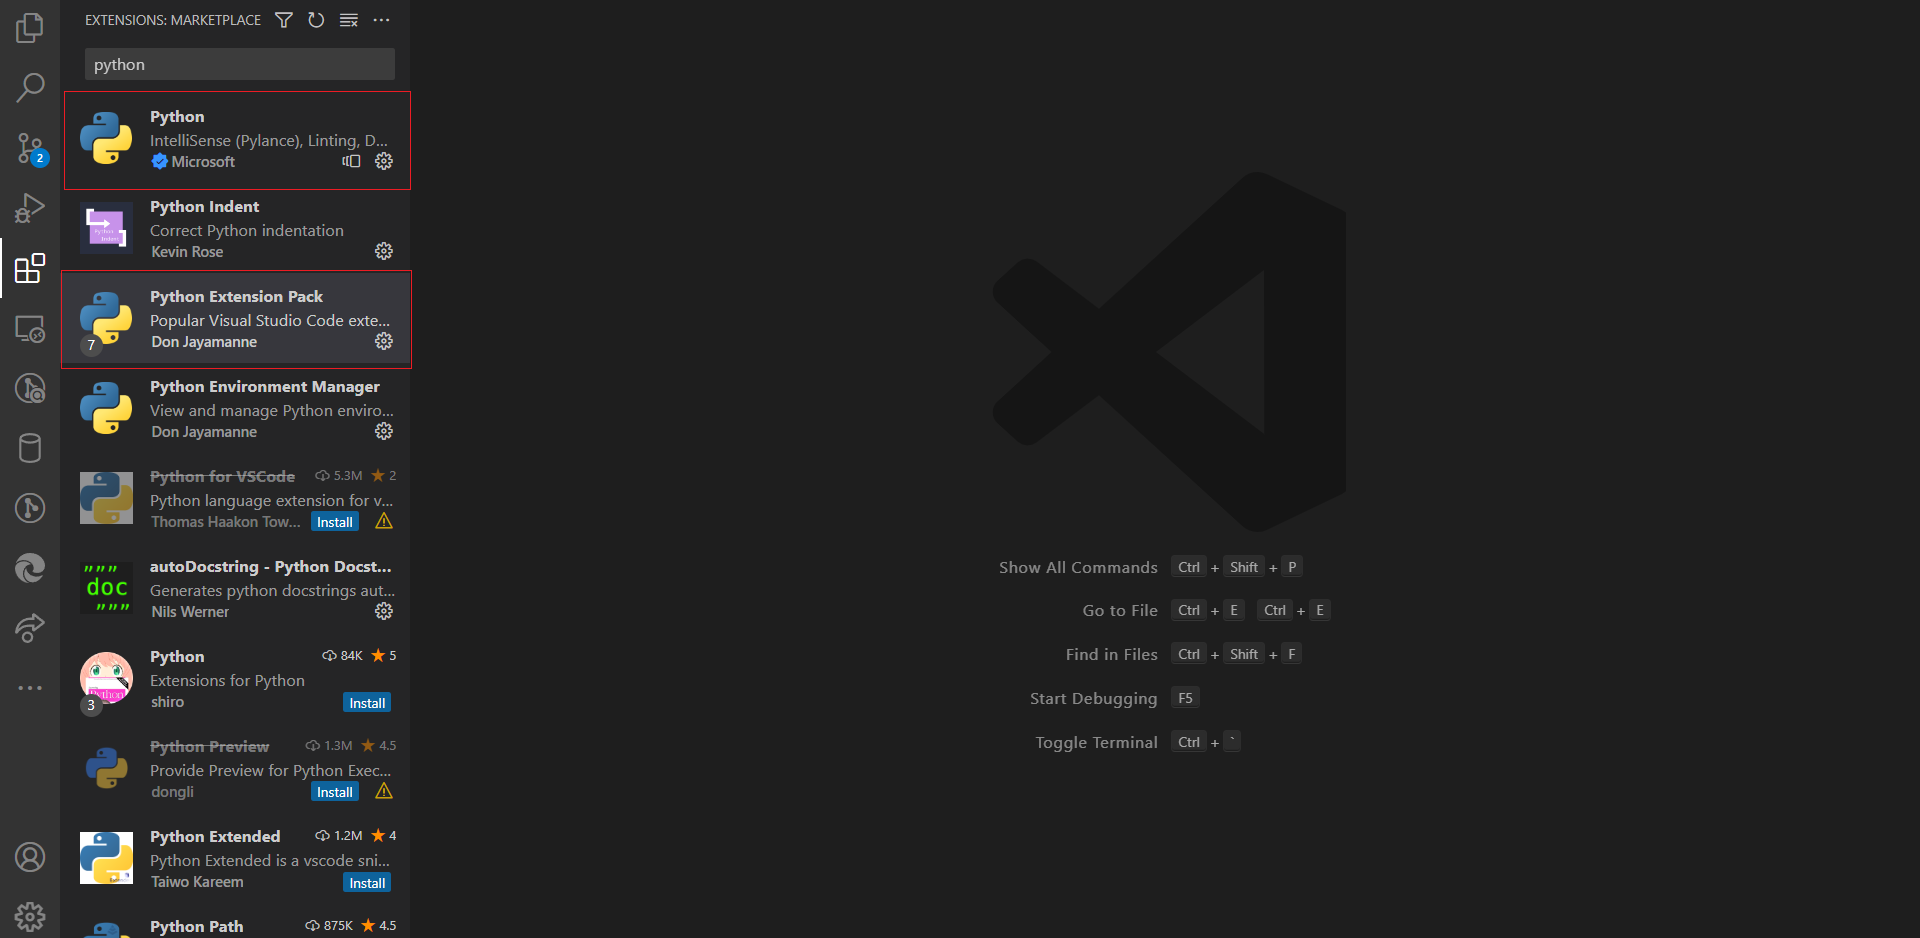 EXTENSIONS: MARKETPLACE
python
Python
IntelliSense (Pylance), Linting, D...
Microsoft
2
Python Indent
Correct Python indentation
Kevin Rose
Python Extension Pack
Popular Visual Studio Code exte...
7
Don Jayamanne
Python Environment Manager
View and manage Python enviro...
Don Jayamanne
Python for VSCode 5.3M 2
Python language extension for v...
Thomas Haakon Tow... Install
"""
doc
"""
autoDocstring - Python Docst...
Generates python docstrings aut...
Nils Werner
Python 84K 5
Extensions for Python
Python
3
shiro Install
Python Preview 1.3M 4.5
Provide Preview for Python Exec...
dongli Install
Python Extended 1.2M 4
Python Extended is a vscode sni...
Taiwo Kareem Install
Python Path 875K 4.5
Show All Commands Ctrl + Shift + P
Go to File Ctrl + E Ctrl + E
Find in Files Ctrl + Shift + F
Start Debugging F5
Toggle Terminal Ctrl + `